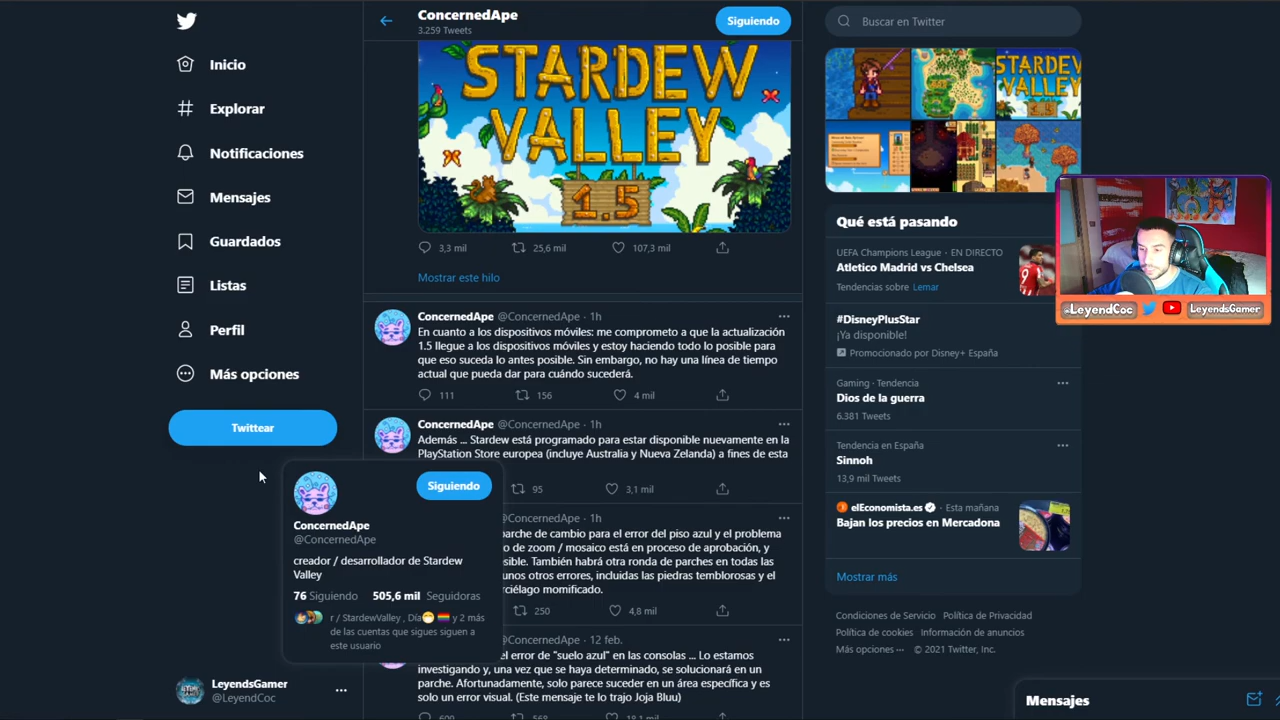 Inicio
Explorar
Notificaciones
Mensajes
Guardados
Listas
Perfil
Más opciones
Twittear
LeyendsGamer
@LeyendCoc
ConcernedApe
3.259 Tweets
Siguiendo
STARDEW
VALLEY
1.5
3,3 mil 25,6 mil 107,3 mil
Mostrar este hilo
ConcernedApe @ConcernedApe · 1h
En cuanto a los dispositivos móviles: me comprometo a que la actualización
1.5 llegue a los dispositivos móviles y estoy haciendo todo lo posible para
que eso suceda lo antes posible. Sin embargo, no hay una línea de tiempo
actual que pueda dar para cuándo sucederá.
111 156 4 mil
ConcernedApe @ConcernedApe · 1h
Además ... Stardew está programado para estar disponible nuevamente en la
PlayStation Store europea (incluye Australia y Nueva Zelanda) a fines de esta
95 3,1 mil
@ConcernedApe · 1h
parche de cambio para el error del piso azul y el problema
o de zoom / mosaico está en proceso de aprobación, y
sible. También habrá otra ronda de parches en todas las
unos otros errores, incluidas las piedras temblorosas y el
rciélago momificado.
250 4,8 mil
@ConcernedApe · 12 feb.
l error de "suelo azul" en las consolas ... Lo estamos
investigando y, una vez que se haya determinado, se solucionará en un
parche. Afortunadamente, solo parece suceder en un área específica y es
solo un error visual. (Este mensaje te lo trajo Joja Bluu)
600 568 18,1 mil
ConcernedApe
@ConcernedApe
Siguiendo
creador / desarrollador de Stardew
Valley
76 Siguiendo 505,6 mil Seguidoras
r / StardewValley , Día😷 🏳️‍🌈 y 2 más
de las cuentas que sigues siguen a
este usuario
Buscar en Twitter
STARDEW
VALLEY
1.5
Qué está pasando
UEFA Champions League · EN DIRECTO
Atletico Madrid vs Chelsea
Tendencias sobre Lemar
#DisneyPlusStar
¡Ya disponible!
Promocionado por Disney+ España
Gaming · Tendencia
Dios de la guerra
6.381 Tweets
Tendencia en España
Sinnoh
13,9 mil Tweets
elEconomista.es · Esta mañana
Bajan los precios en Mercadona
Mostrar más
Condiciones de Servicio Política de Privacidad
Política de cookies Información de anuncios
Más opciones ··· © 2021 Twitter, Inc.
Mensajes
@LeyendCoc LeyendsGamer